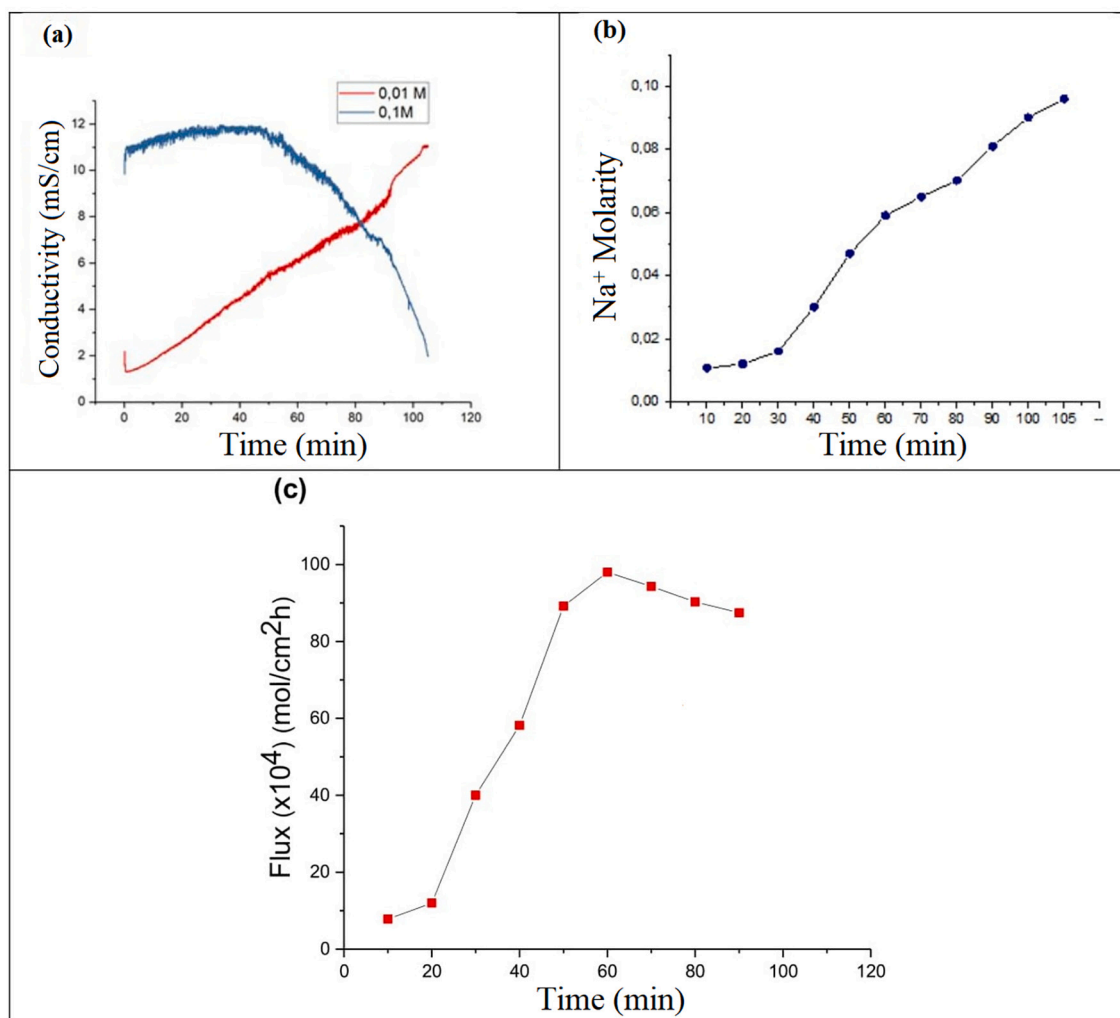 (a)
0,01 M
0,1M
12
10
8
6
4
2
0
0 20 40 60 80 100 120
Conductivity (mS/cm)
Time (min)
(b)
0,10
0,08
0,06
0,04
0,02
0,00
10 20 30 40 50 60 70 80 90 100 105 --
Na⁺ Molarity
Time (min)
(c)
100
80
60
40
20
0
0 20 40 60 80 100 120
Flux (x10⁴) (mol/cm2h)
Time (min)